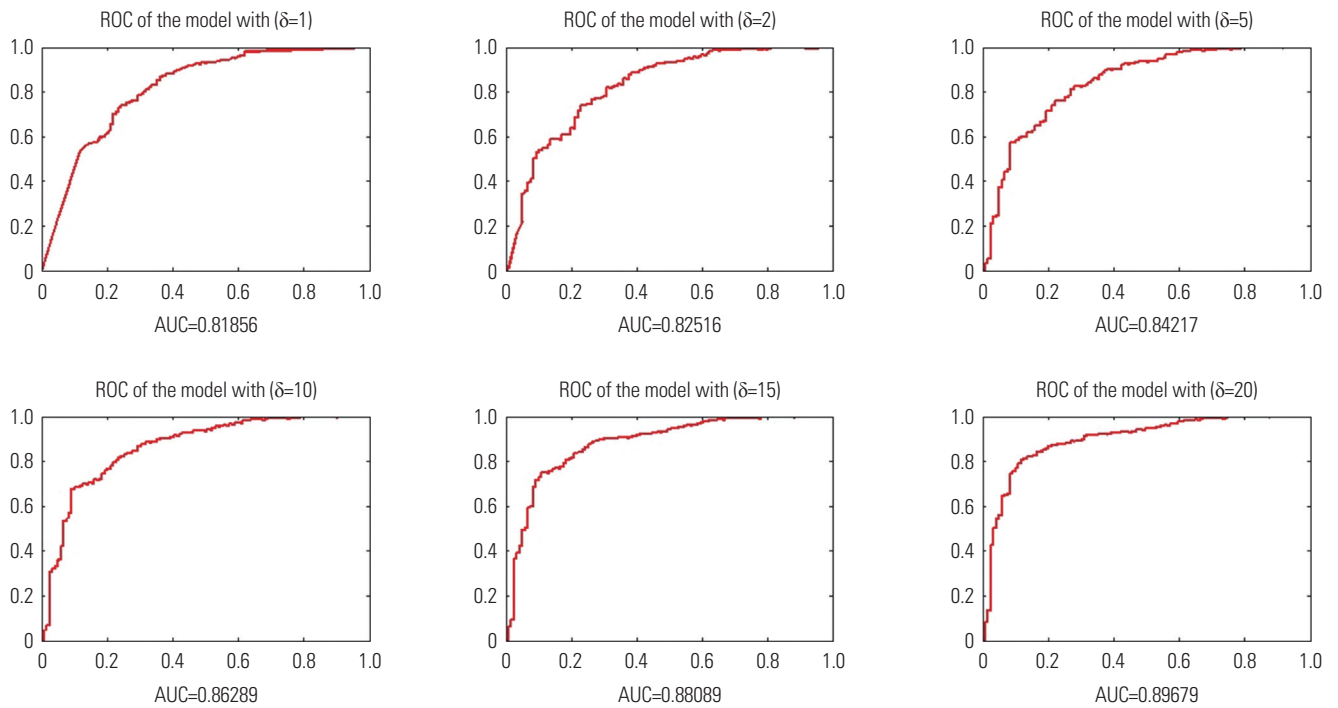 ROC of the model with (δ=1)
1.0
0.8
0.6
0.4
0.2
0
0 0.2 0.4 0.6 0.8 1.0
AUC=0.81856
ROC of the model with (δ=2)
1.0
0.8
0.6
0.4
0.2
0
0 0.2 0.4 0.6 0.8 1.0
AUC=0.82516
ROC of the model with (δ=5)
1.0
0.8
0.6
0.4
0.2
0
0 0.2 0.4 0.6 0.8 1.0
AUC=0.84217
ROC of the model with (δ=10)
1.0
0.8
0.6
0.4
0.2
0
0 0.2 0.4 0.6 0.8 1.0
AUC=0.86289
ROC of the model with (δ=15)
1.0
0.8
0.6
0.4
0.2
0
0 0.2 0.4 0.6 0.8 1.0
AUC=0.88089
ROC of the model with (δ=20)
1.0
0.8
0.6
0.4
0.2
0
0 0.2 0.4 0.6 0.8 1.0
AUC=0.89679